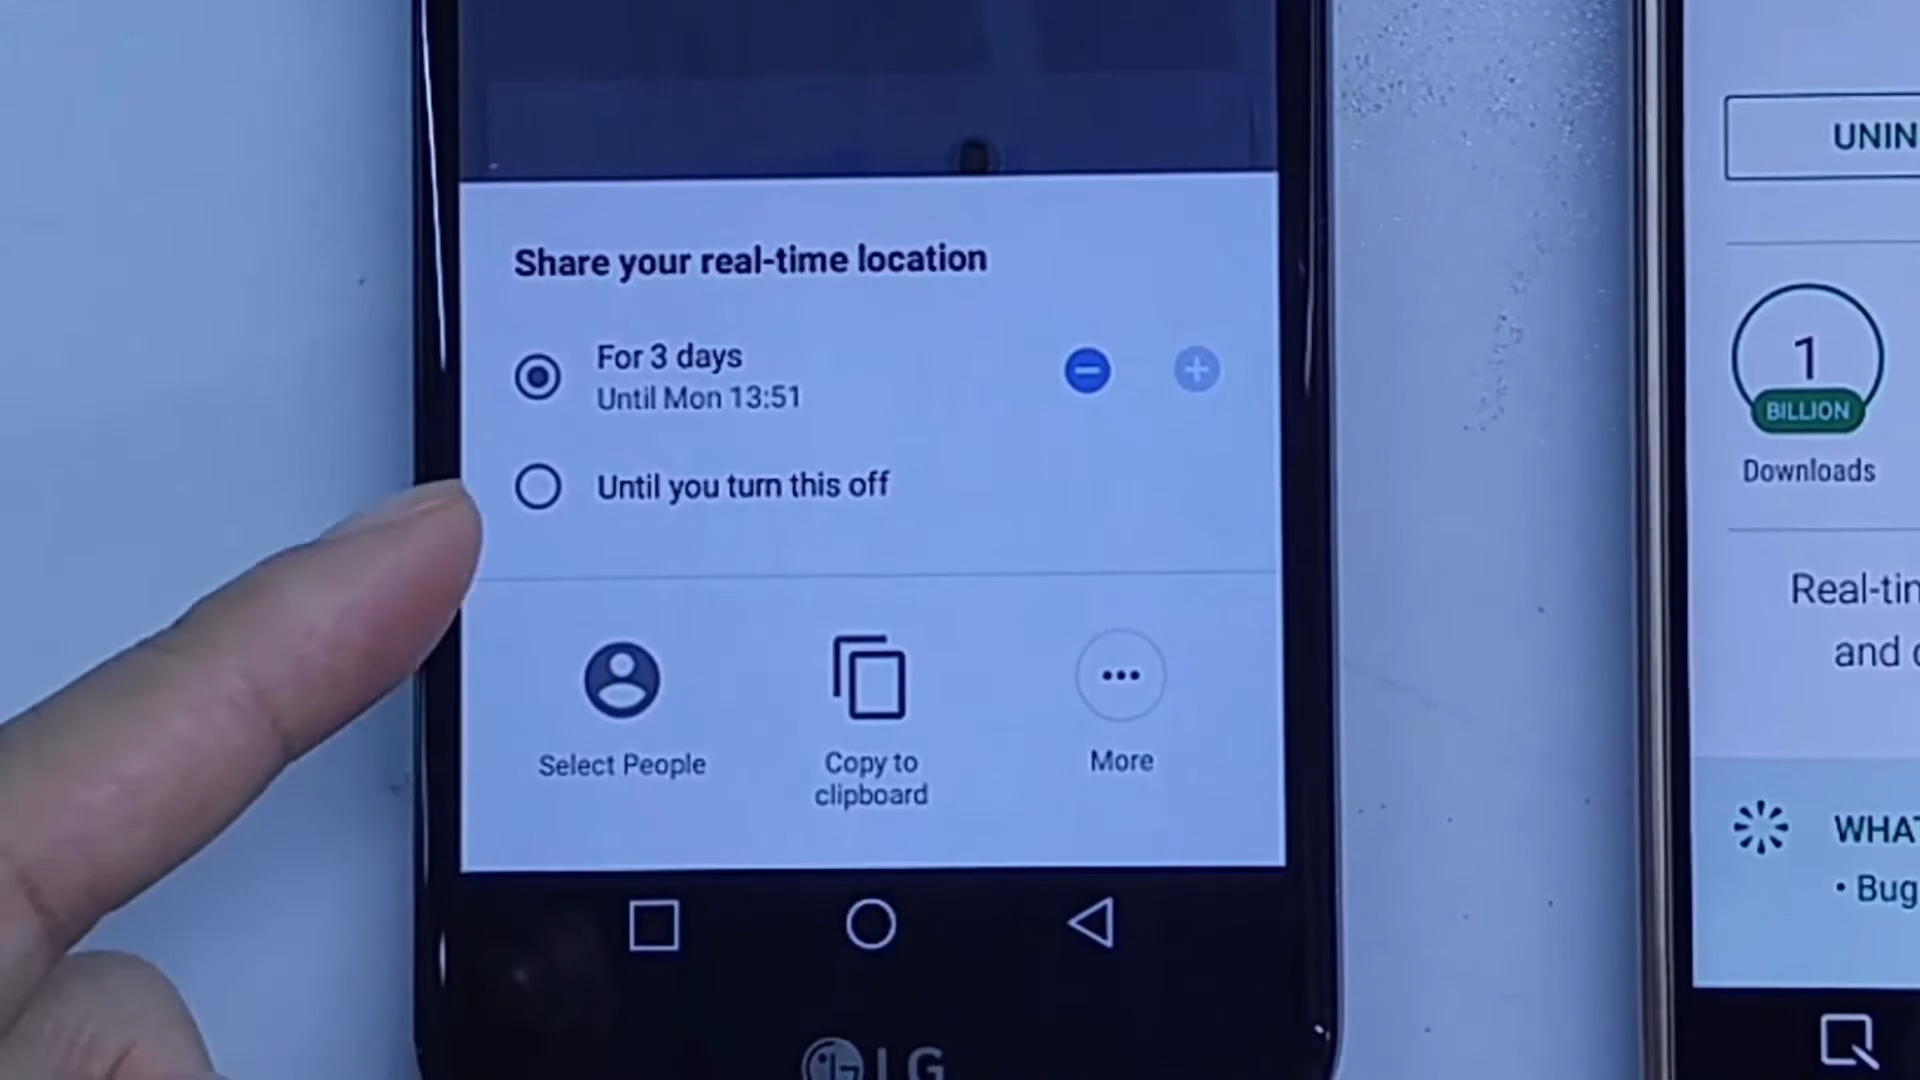 Share your real-time location
For 3 days
Until Mon 13:51
Until you turn this off
Select People
Copy to
clipboard
More
LG
UNIN
1
BILLION
Downloads
Real-tin
and
WHAT
• Bug